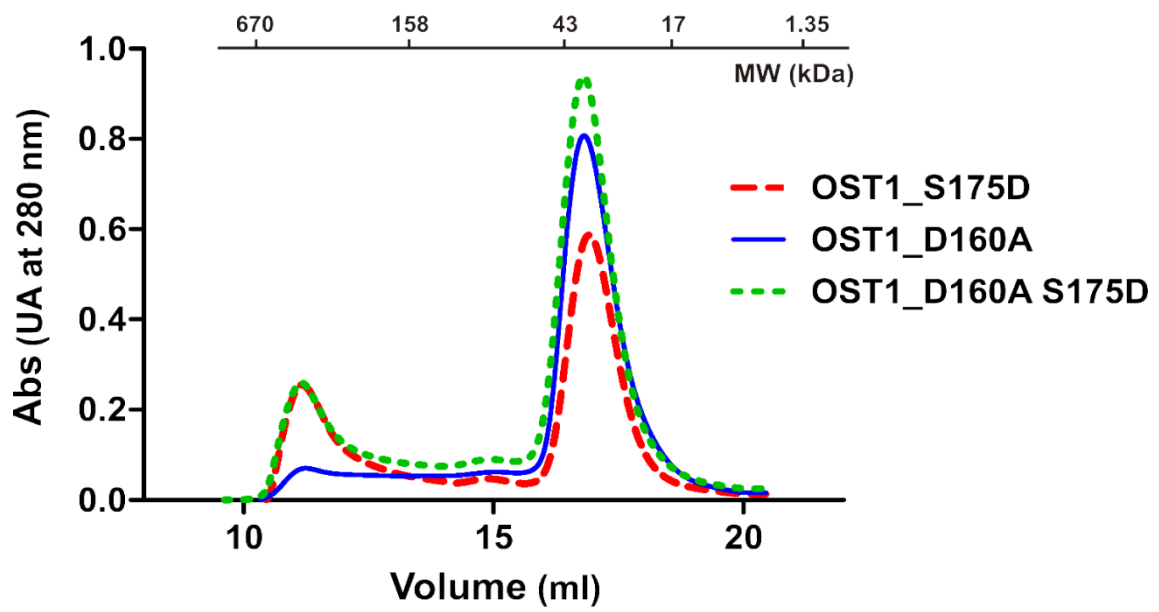 670 158 43 17 1.35
MW (kDa)
1.0
0.8
0.6
0.4
0.2
0.0
Abs (UA at 280 nm)
OST1_S175D
OST1_D160A
OST1_D160A S175D
10 15 20
Volume (ml)